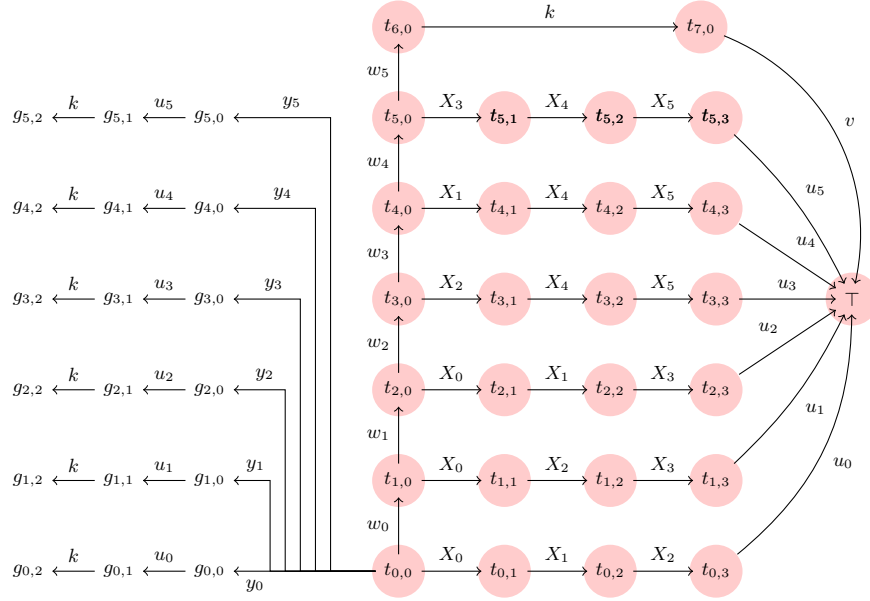 k
t6,0 t7,0
w5 v
k u5 y5 X3 X4 X5
g5,2 g5,1 g5,0 t5,0 t5,1 t5,2 t5,3
w4 u5
k u4 y4 X1 X4 X5
g4,2 g4,1 g4,0 t4,0 t4,1 t4,2 t4,3
w3 u4
k u3 y3 X2 X4 X5 u3
g3,2 g3,1 g3,0 t3,0 t3,1 t3,2 t3,3 ⊤
w2 u2
k u2 y2 X0 X1 X3
g2,2 g2,1 g2,0 t2,0 t2,1 t2,2 t2,3
w1 u1
k u1 y1 X0 X2 X3
g1,2 g1,1 g1,0 t1,0 t1,1 t1,2 t1,3
w0 u0
k u0 X0 X1 X2
g0,2 g0,1 g0,0 t0,0 t0,1 t0,2 t0,3
y0